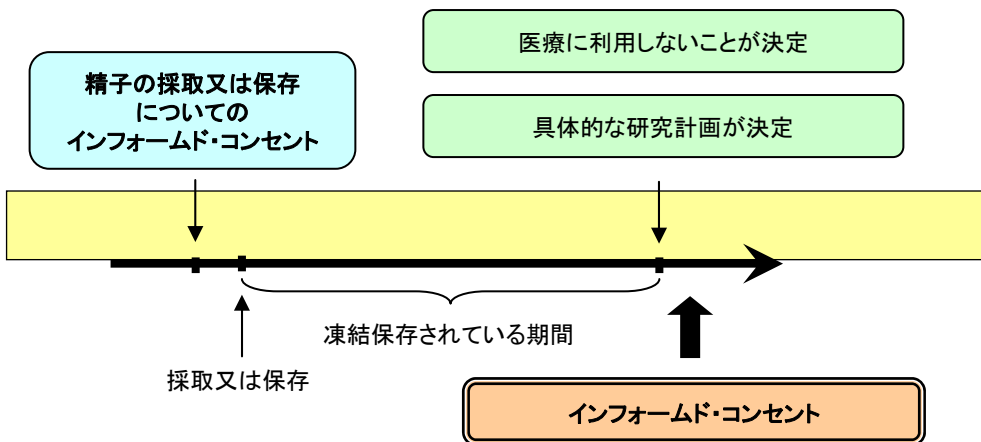 医療に利用しないことが決定
精子の採取又は保存
についての
インフォームド・コンセント
具体的な研究計画が決定
凍結保存されている期間
採取又は保存
インフォームド・コンセント